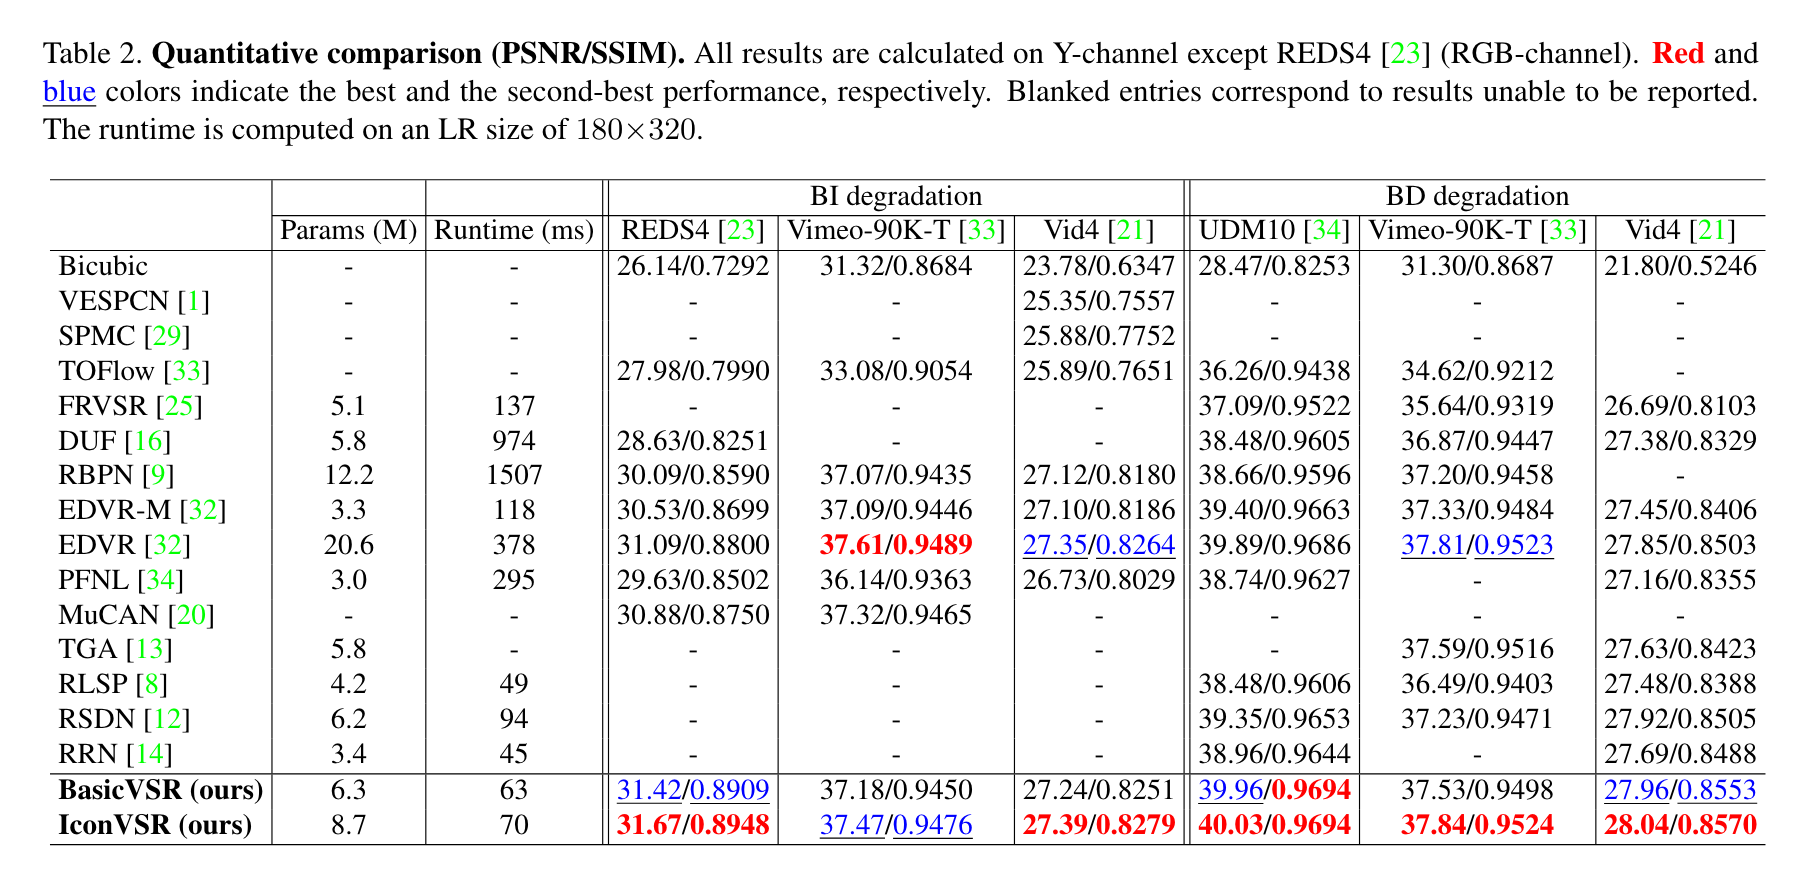 Table 2. Quantitative comparison (PSNR/SSIM). All results are calculated on Y-channel except REDS4 [23] (RGB-channel). Red and
blue colors indicate the best and the second-best performance, respectively. Blanked entries correspond to results unable to be reported.
The runtime is computed on an LR size of 180×320.
BI degradation BD degradation
Params (M) Runtime (ms) REDS4 [23] Vimeo-90K-T [33] Vid4 [21] UDM10 [34] Vimeo-90K-T [33] Vid4 [21]
Bicubic - - 26.14/0.7292 31.32/0.8684 23.78/0.6347 28.47/0.8253 31.30/0.8687 21.80/0.5246
VESPCN [1] - - - - 25.35/0.7557 - - -
SPMC [29] - - - - 25.88/0.7752 - - -
TOFlow [33] - - 27.98/0.7990 33.08/0.9054 25.89/0.7651 36.26/0.9438 34.62/0.9212 -
FRVSR [25] 5.1 137 - - - 37.09/0.9522 35.64/0.9319 26.69/0.8103
DUF [16] 5.8 974 28.63/0.8251 - - 38.48/0.9605 36.87/0.9447 27.38/0.8329
RBPN [9] 12.2 1507 30.09/0.8590 37.07/0.9435 27.12/0.8180 38.66/0.9596 37.20/0.9458 -
EDVR-M [32] 3.3 118 30.53/0.8699 37.09/0.9446 27.10/0.8186 39.40/0.9663 37.33/0.9484 27.45/0.8406
EDVR [32] 20.6 378 31.09/0.8800 37.61/0.9489 27.35/0.8264 39.89/0.9686 37.81/0.9523 27.85/0.8503
PFNL [34] 3.0 295 29.63/0.8502 36.14/0.9363 26.73/0.8029 38.74/0.9627 - 27.16/0.8355
MuCAN [20] - - 30.88/0.8750 37.32/0.9465 - - - -
TGA [13] 5.8 - - - - - 37.59/0.9516 27.63/0.8423
RLSP [8] 4.2 49 - - - 38.48/0.9606 36.49/0.9403 27.48/0.8388
RSDN [12] 6.2 94 - - - 39.35/0.9653 37.23/0.9471 27.92/0.8505
RRN [14] 3.4 45 - - - 38.96/0.9644 - 27.69/0.8488
BasicVSR (ours) 6.3 63 31.42/0.8909 37.18/0.9450 27.24/0.8251 39.96/0.9694 37.53/0.9498 27.96/0.8553
IconVSR (ours) 8.7 70 31.67/0.8948 37.47/0.9476 27.39/0.8279 40.03/0.9694 37.84/0.9524 28.04/0.8570